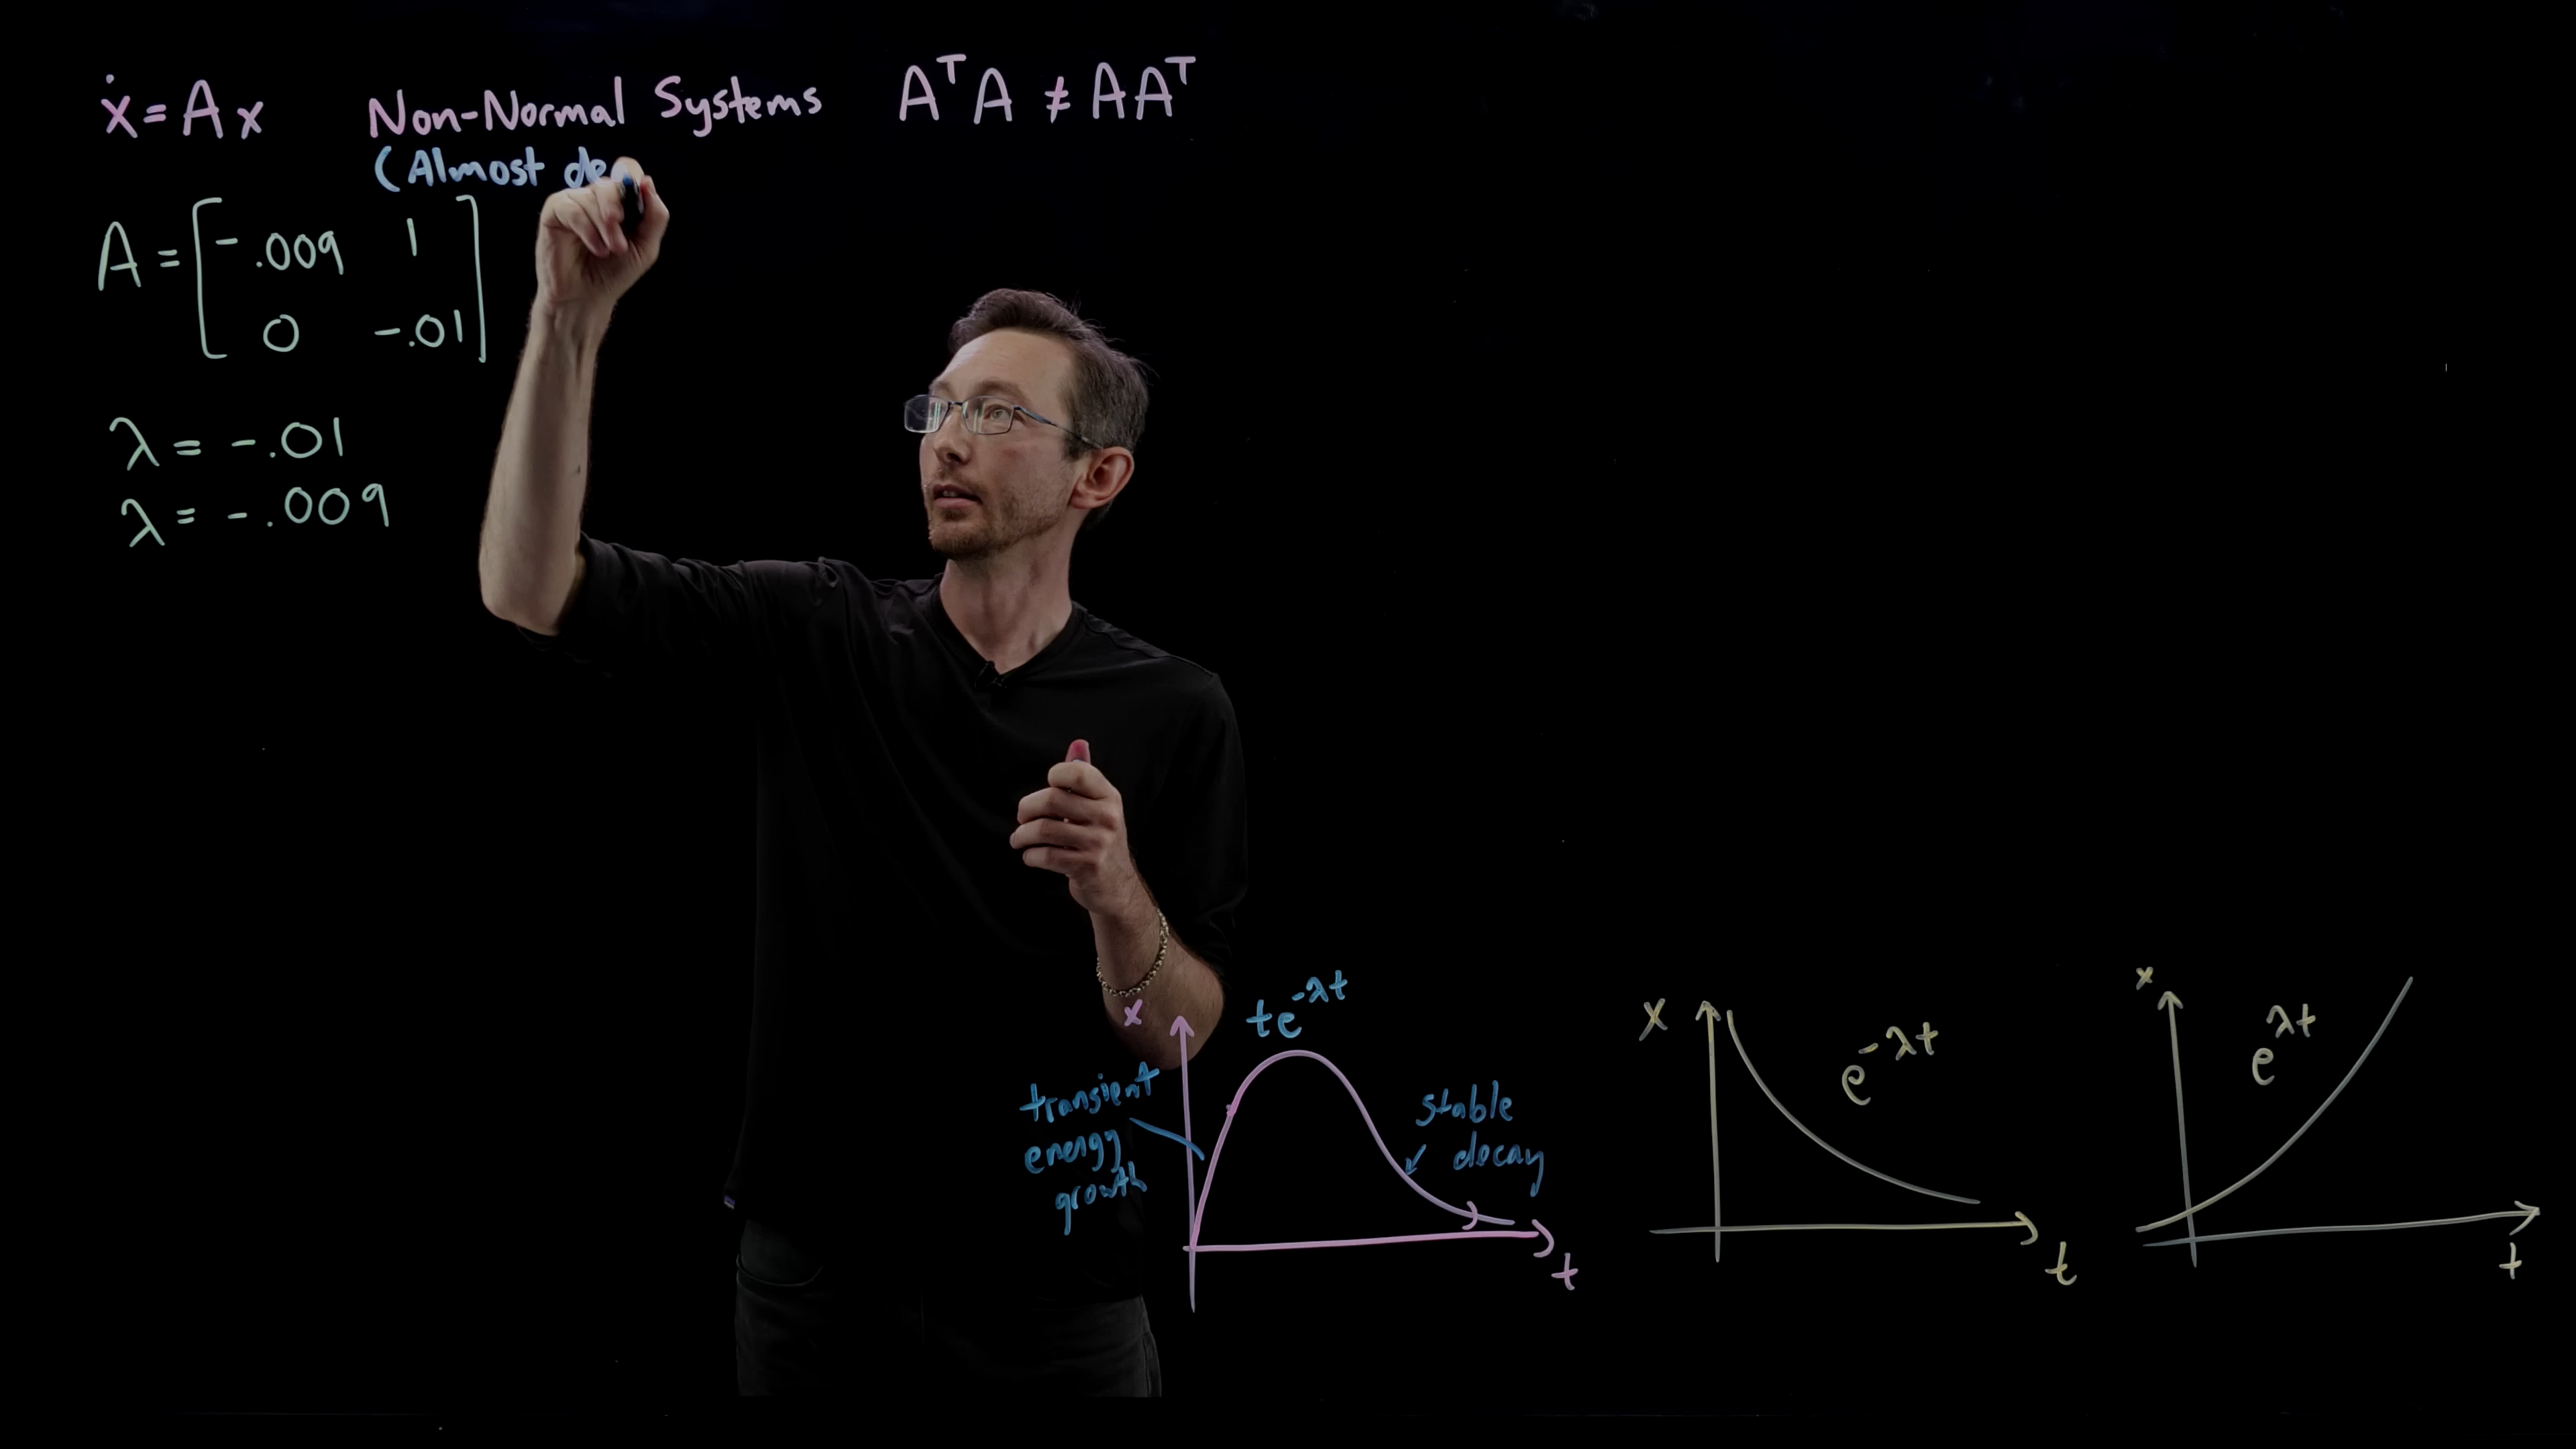 ẋ = Ax Non-Normal Systems AᵀA ≠ AAᵀ
(Almost de
A = [ -.009 1
0 -.01 ]
λ = -.01
λ = -.009
x
te^-λt
transient
energy
growth
stable
decay
t
x
e^-λt
t
x
e^λt
t